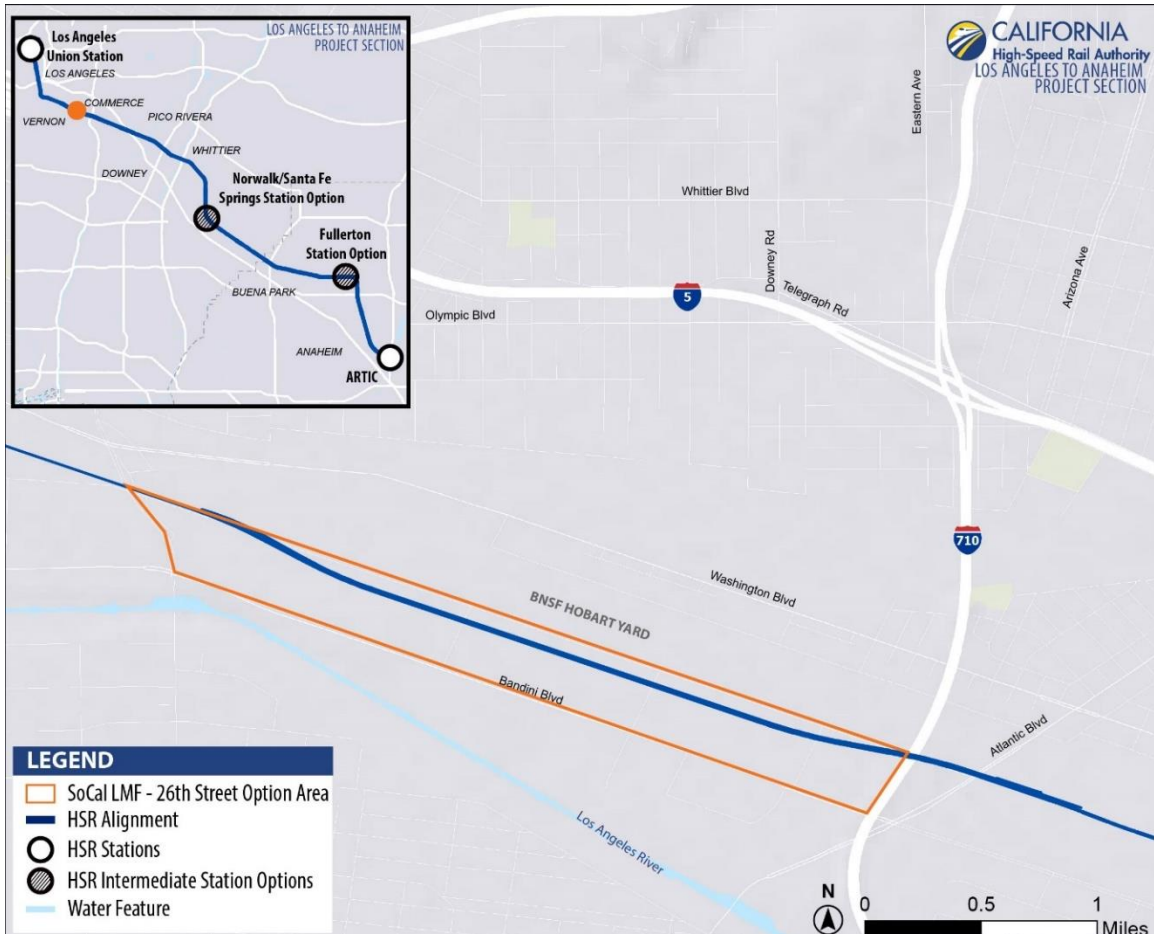 LOS ANGELES TO ANAHEIM
PROJECT SECTION
Los Angeles
Union Station
LOS ANGELES
COMMERCE
VERNON
PICO RIVERA
WHITTIER
DOWNEY
Norwalk/Santa Fe
Springs Station Option
Fullerton
Station Option
BUENA PARK
ANAHEIM
ARTIC
CALIFORNIA
High-Speed Rail Authority
LOS ANGELES TO ANAHEIM
PROJECT SECTION
Eastern Ave
Whittier Blvd
Downey Rd
Arizona Ave
Telegraph Rd
5
Olympic Blvd
710
Washington Blvd
BNSF HOBART YARD
Bandini Blvd
Atlantic Blvd
Los Angeles River
LEGEND
SoCal LMF - 26th Street Option Area
HSR Alignment
HSR Stations
HSR Intermediate Station Options
Water Feature
N
0 0.5 1
Miles